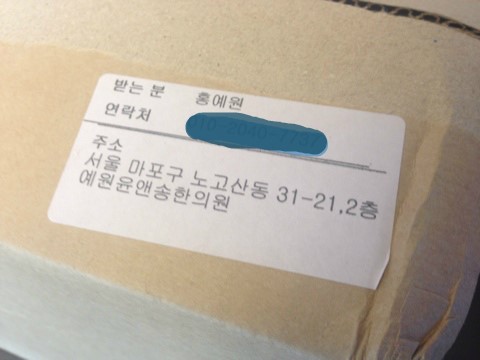 받는 분 홍예원
연락처
주소
서울 마포구 노고산동 31-21,2층
예원윤앤송한의원